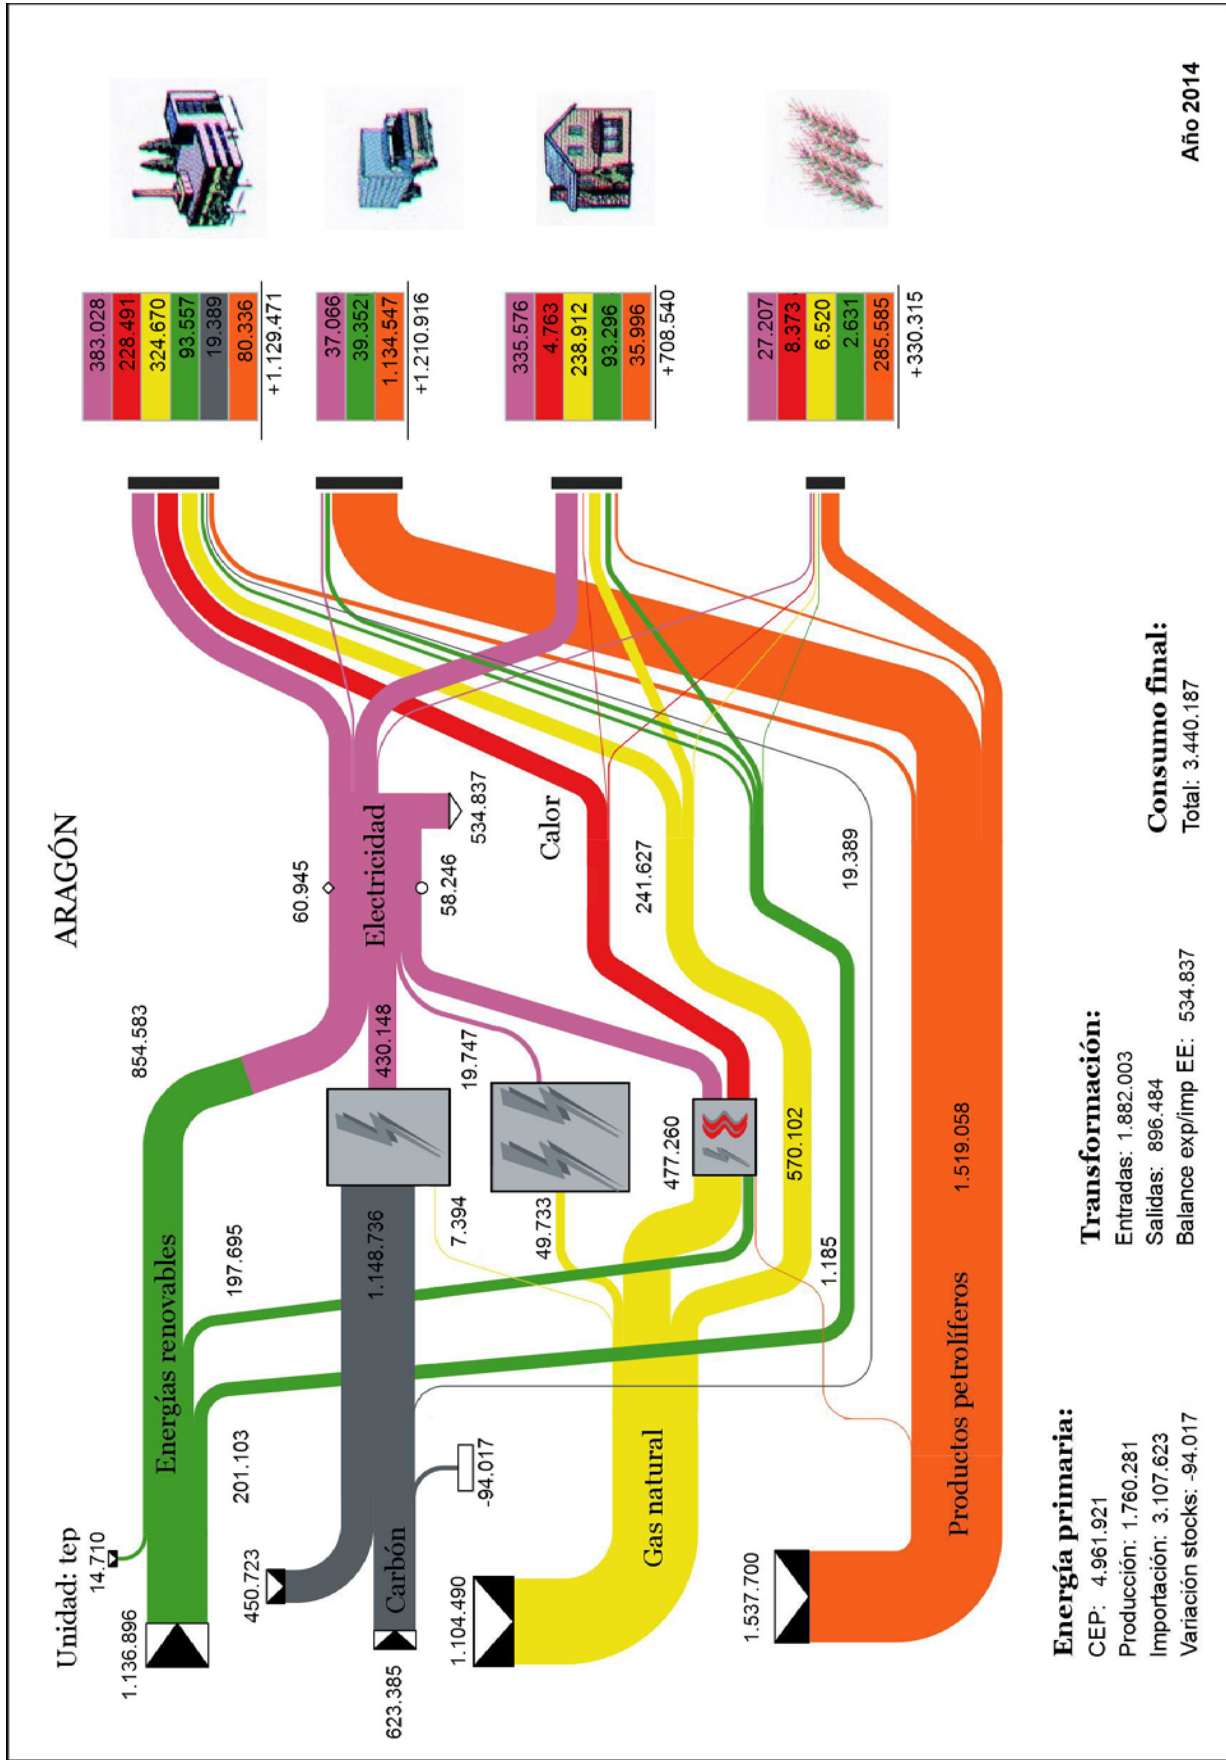 ARAGÓN
Unidad: tep
14.710
1.136.896
Energías renovables
201.103
197.695
854.583
450.723
623.385
Carbón
-94.017
1.148.736
430.148
7.394
60.945
Electricidad
58.246
534.837
19.747
49.733
1.104.490
Gas natural
477.260
570.102
Calor
241.627
1.185
19.389
1.537.700
Productos petrolíferos
1.519.058
383.028
228.491
324.670
93.557
19.389
80.336
+1.129.471
37.066
39.352
1.134.547
+1.210.916
335.576
4.763
238.912
93.296
35.996
+708.540
27.207
8.373
6.520
2.631
285.585
+330.315
Energía primaria:
CEP: 4.961.921
Producción: 1.760.281
Importación: 3.107.623
Variación stocks: -94.017
Transformación:
Entradas: 1.882.003
Salidas: 896.484
Balance exp/imp EE: 534.837
Consumo final:
Total: 3.440.187
Año 2014